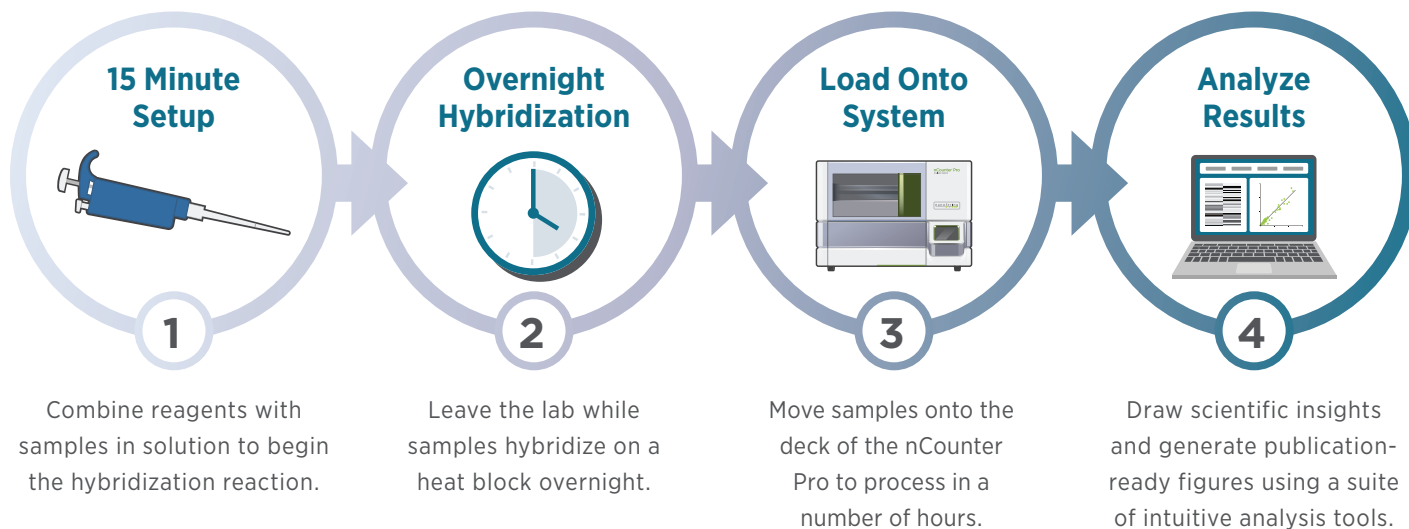 15 Minute
Setup
1
Combine reagents with
samples in solution to begin
the hybridization reaction.
Overnight
Hybridization
2
Leave the lab while
samples hybridize on a
heat block overnight.
Load Onto
System
nCounter Pro
3
Move samples onto the
deck of the nCounter
Pro to process in a
number of hours.
Analyze
Results
4
Draw scientific insights
and generate publication-
ready figures using a suite
of intuitive analysis tools.